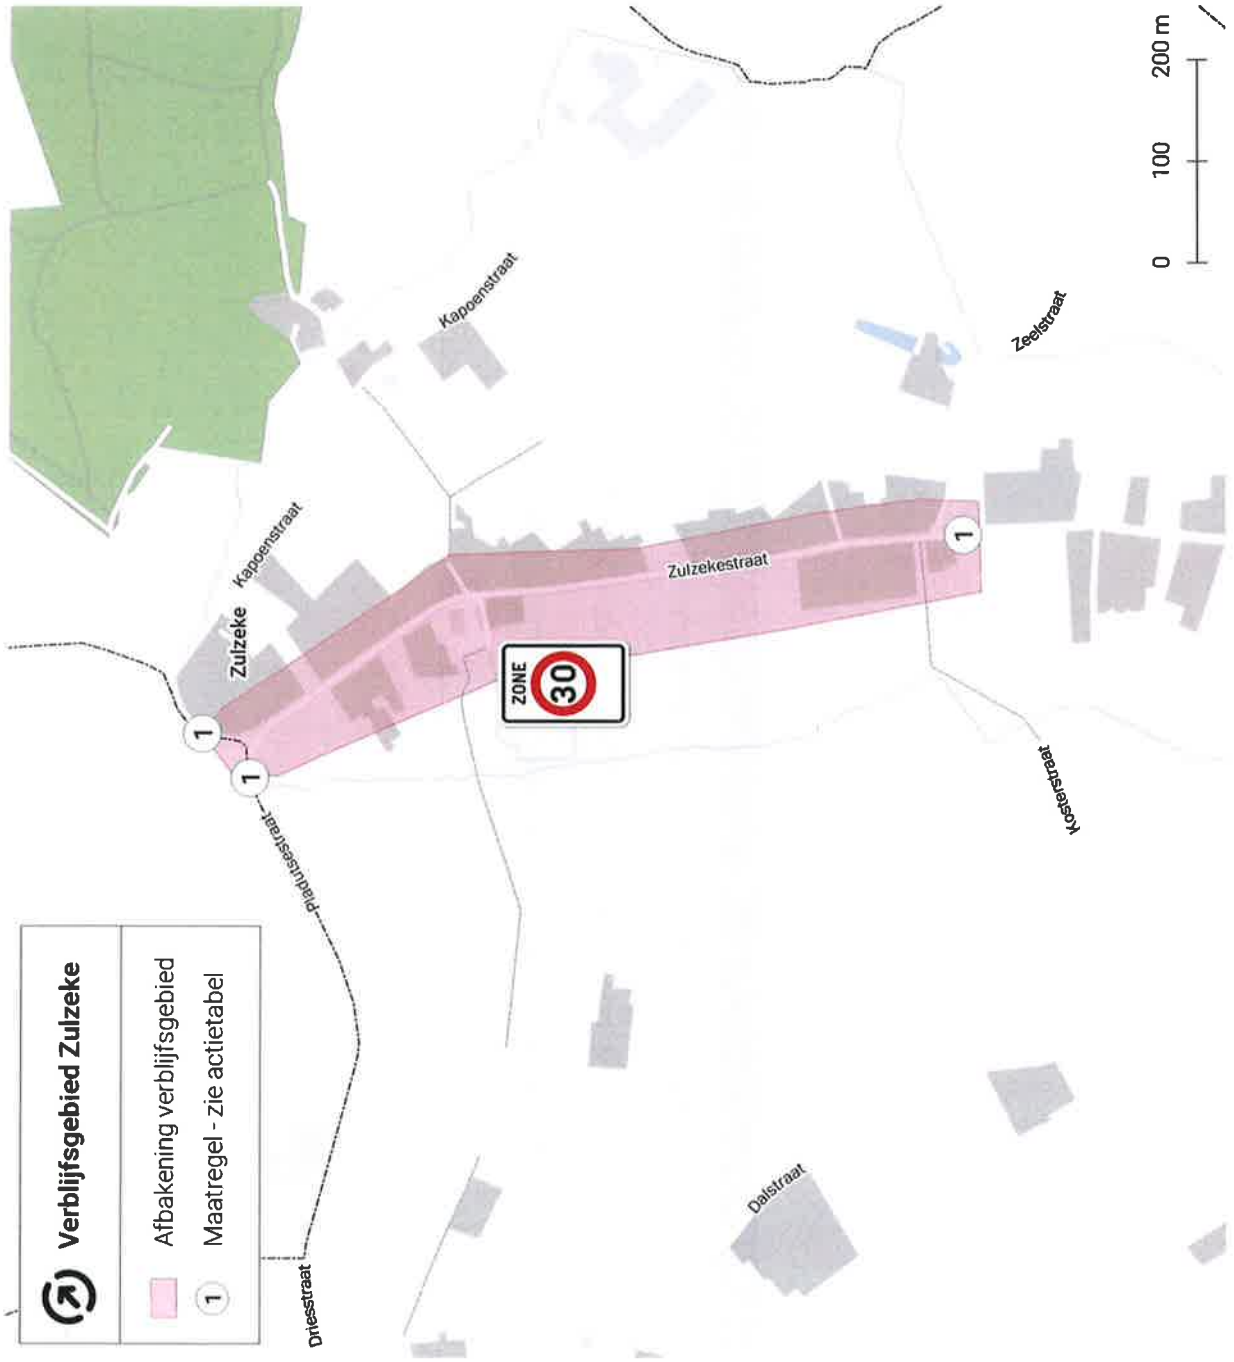 Verblijfsgebied Zulzeke
Afbakening verblijfsgebied
1 Maatregel - zie actietabel
Driesstraat
Pladutsestraat
1
1
Zulzeke
Kapoenstraat
Kapoenstraat
ZONE
30
Zulzekestraat
1
Kosterstraat
Dalstraat
Zeelstraat
0 100 200 m